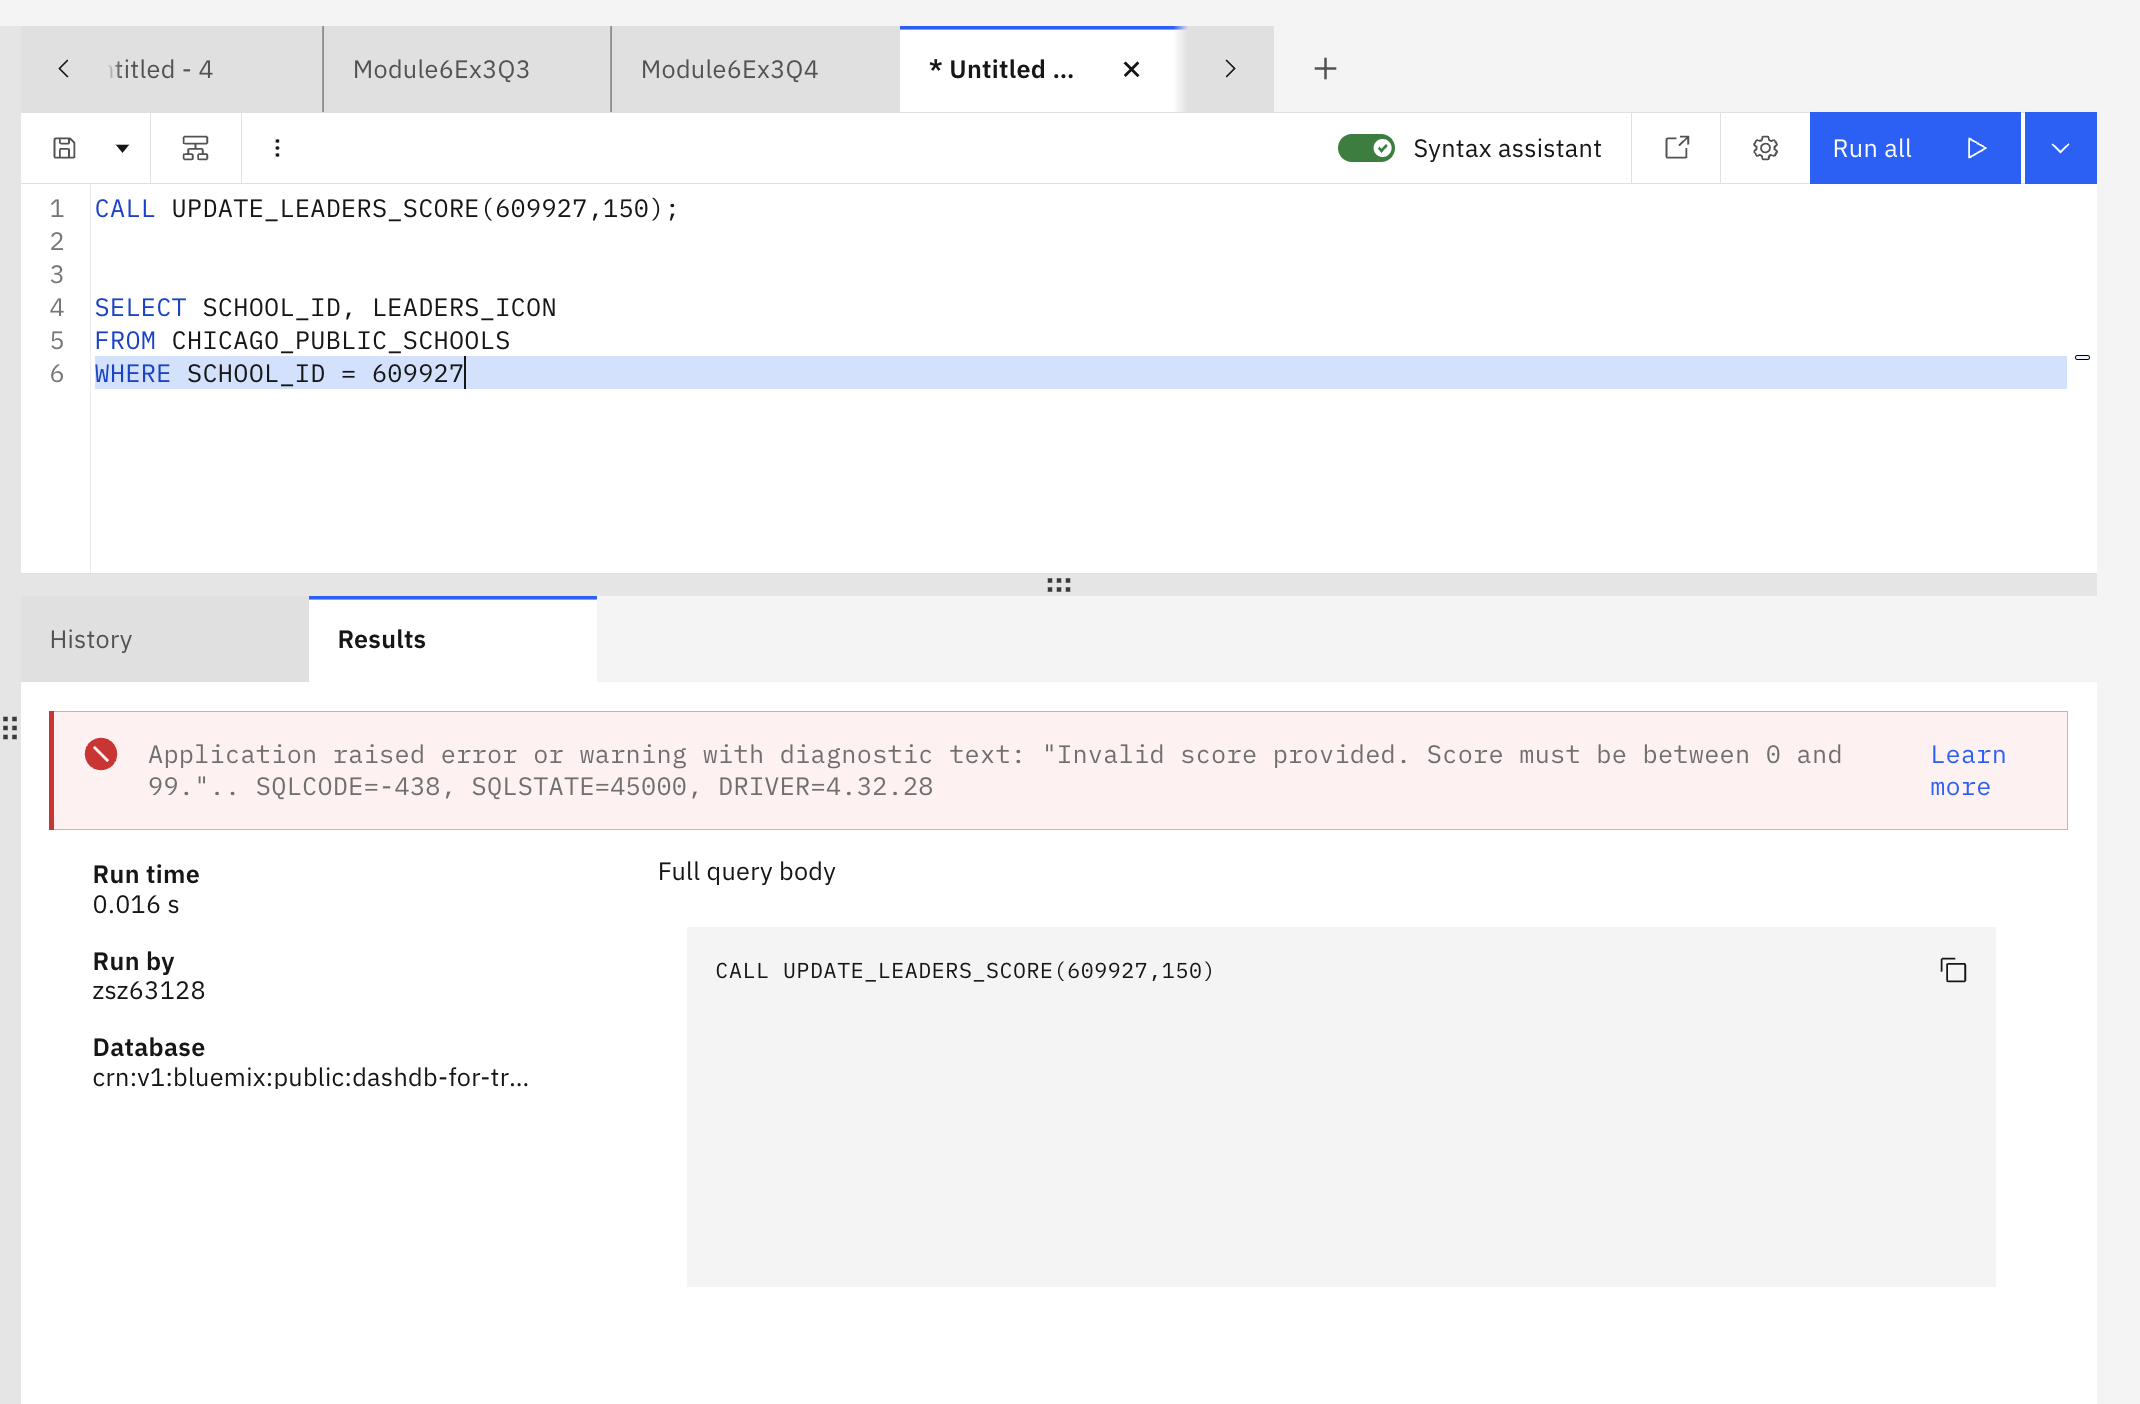 ntitled - 4
Module6Ex3Q3
Module6Ex3Q4
* Untitled ...
Syntax assistant
Run all
1 CALL UPDATE_LEADERS_SCORE(609927,150);
2
3
4 SELECT SCHOOL_ID, LEADERS_ICON
5 FROM CHICAGO_PUBLIC_SCHOOLS
6 WHERE SCHOOL_ID = 609927
History
Results
Application raised error or warning with diagnostic text: "Invalid score provided. Score must be between 0 and
99.".. SQLCODE=-438, SQLSTATE=45000, DRIVER=4.32.28
Learn
more
Run time
0.016 s
Run by
zsz63128
Database
crn:v1:bluemix:public:dashdb-for-tr...
Full query body
CALL UPDATE_LEADERS_SCORE(609927,150)